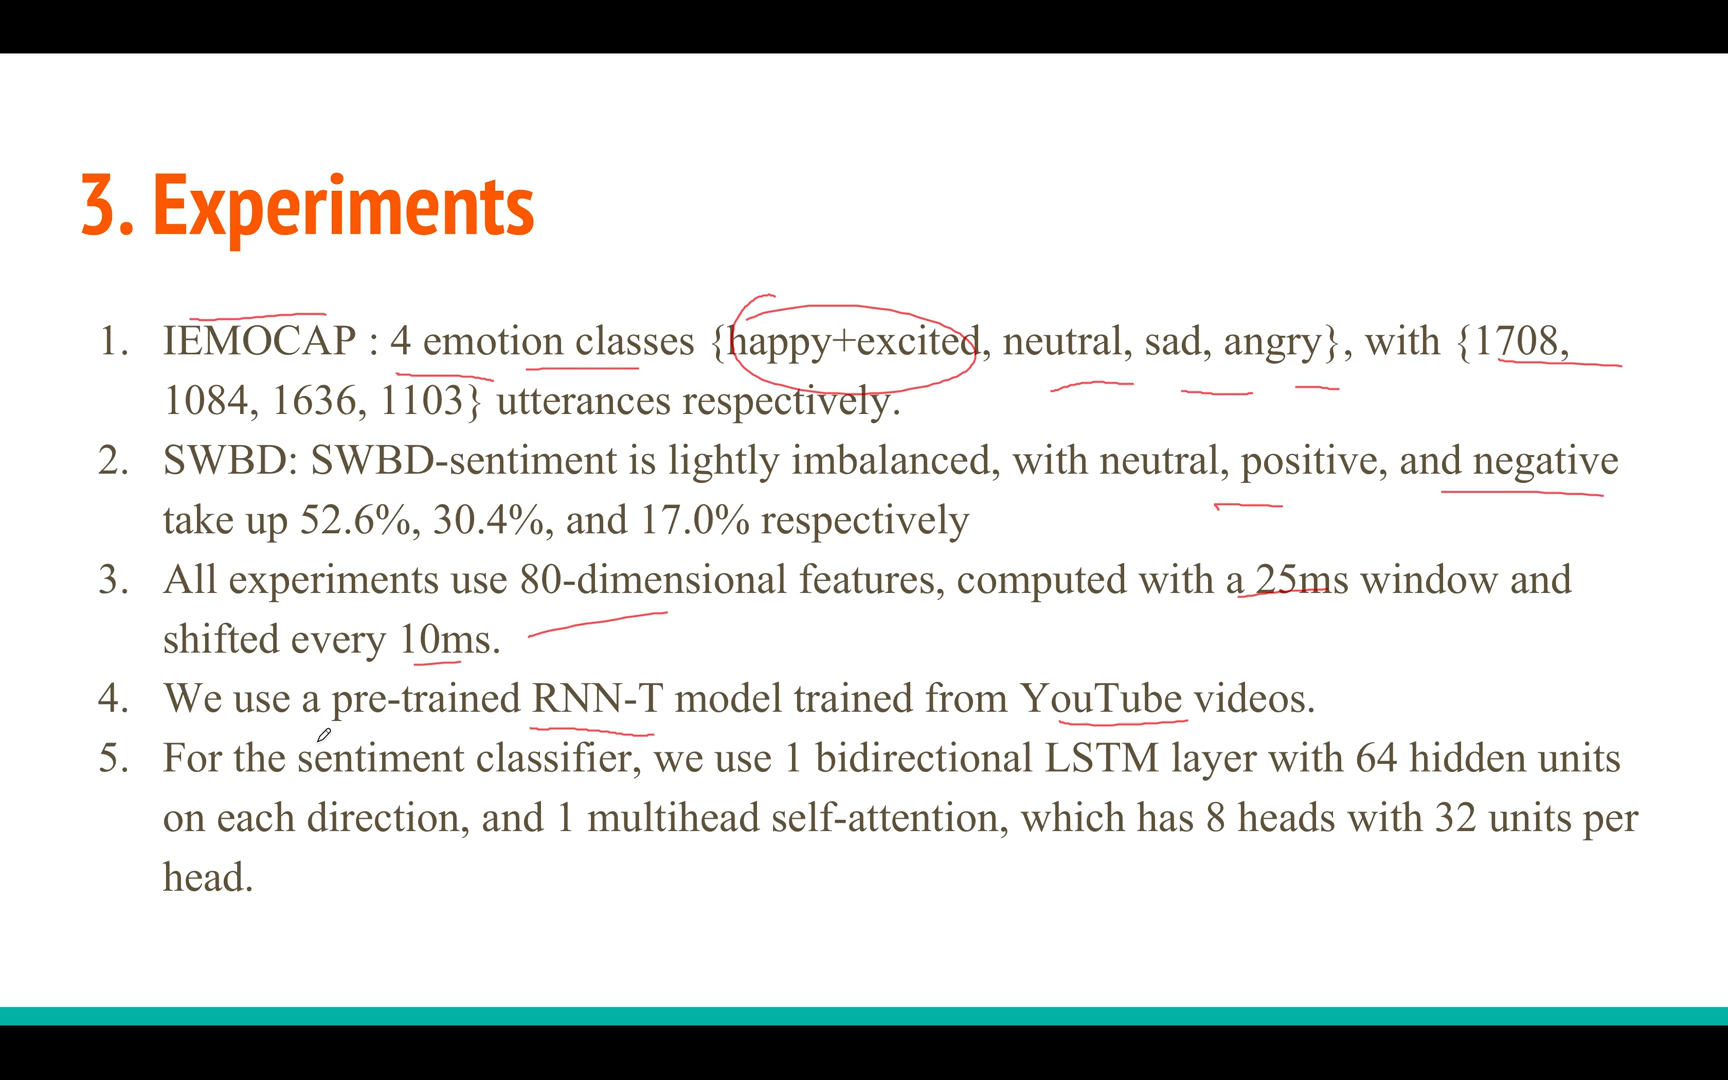 3. Experiments
1. IEMOCAP : 4 emotion classes {happy+excited, neutral, sad, angry}, with {1708,
1084, 1636, 1103} utterances respectively.
2. SWBD: SWBD-sentiment is lightly imbalanced, with neutral, positive, and negative
take up 52.6%, 30.4%, and 17.0% respectively
3. All experiments use 80-dimensional features, computed with a 25ms window and
shifted every 10ms.
4. We use a pre-trained RNN-T model trained from YouTube videos.
5. For the sentiment classifier, we use 1 bidirectional LSTM layer with 64 hidden units
on each direction, and 1 multihead self-attention, which has 8 heads with 32 units per
head.